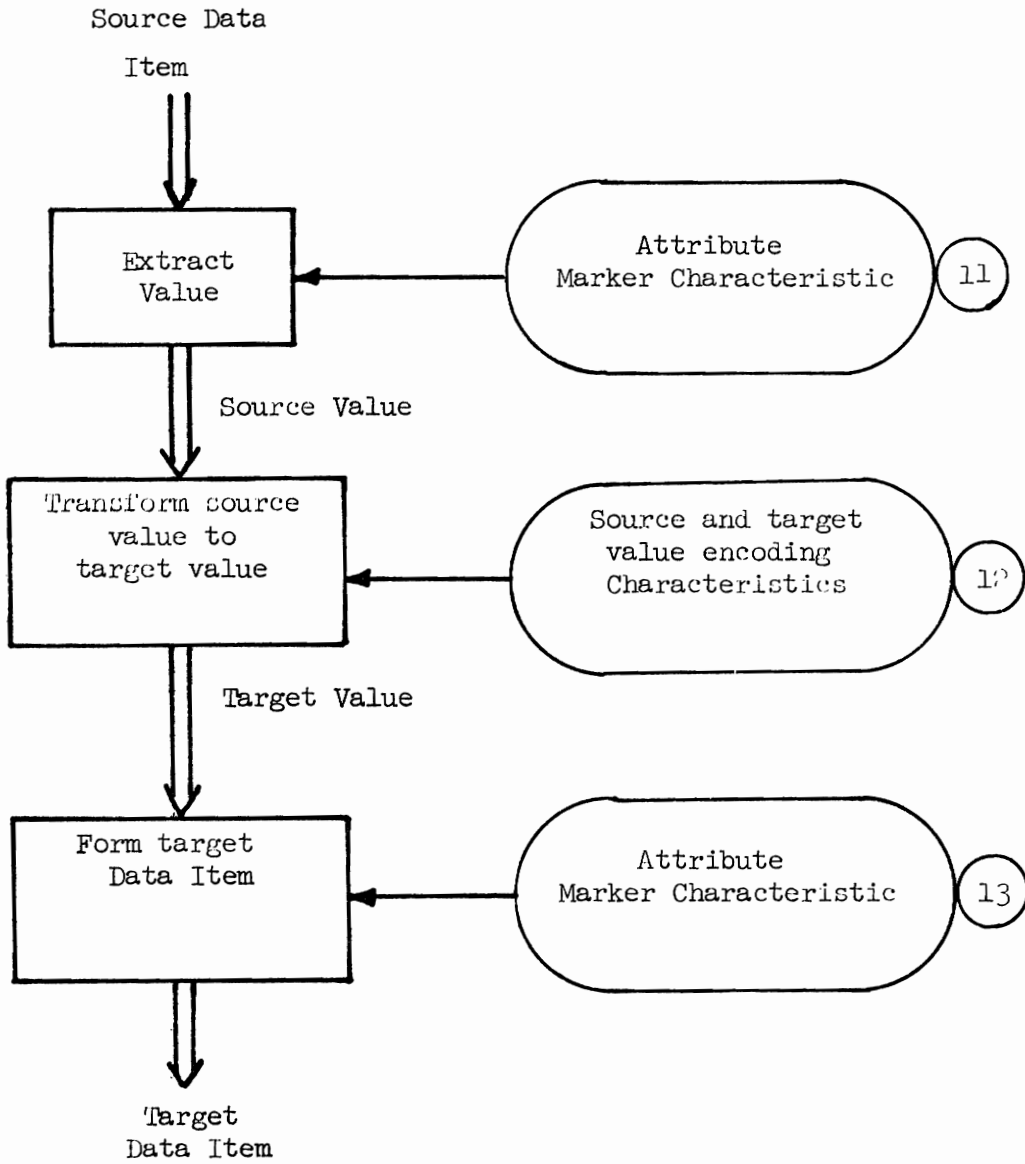 Source Data
Item
Extract
Value
Attribute
Marker Characteristic
11
Source Value
Transform source
value to
target value
Source and target
value encoding
Characteristics
12
Target Value
Form target
Data Item
Attribute
Marker Characteristic
13
Target
Data Item